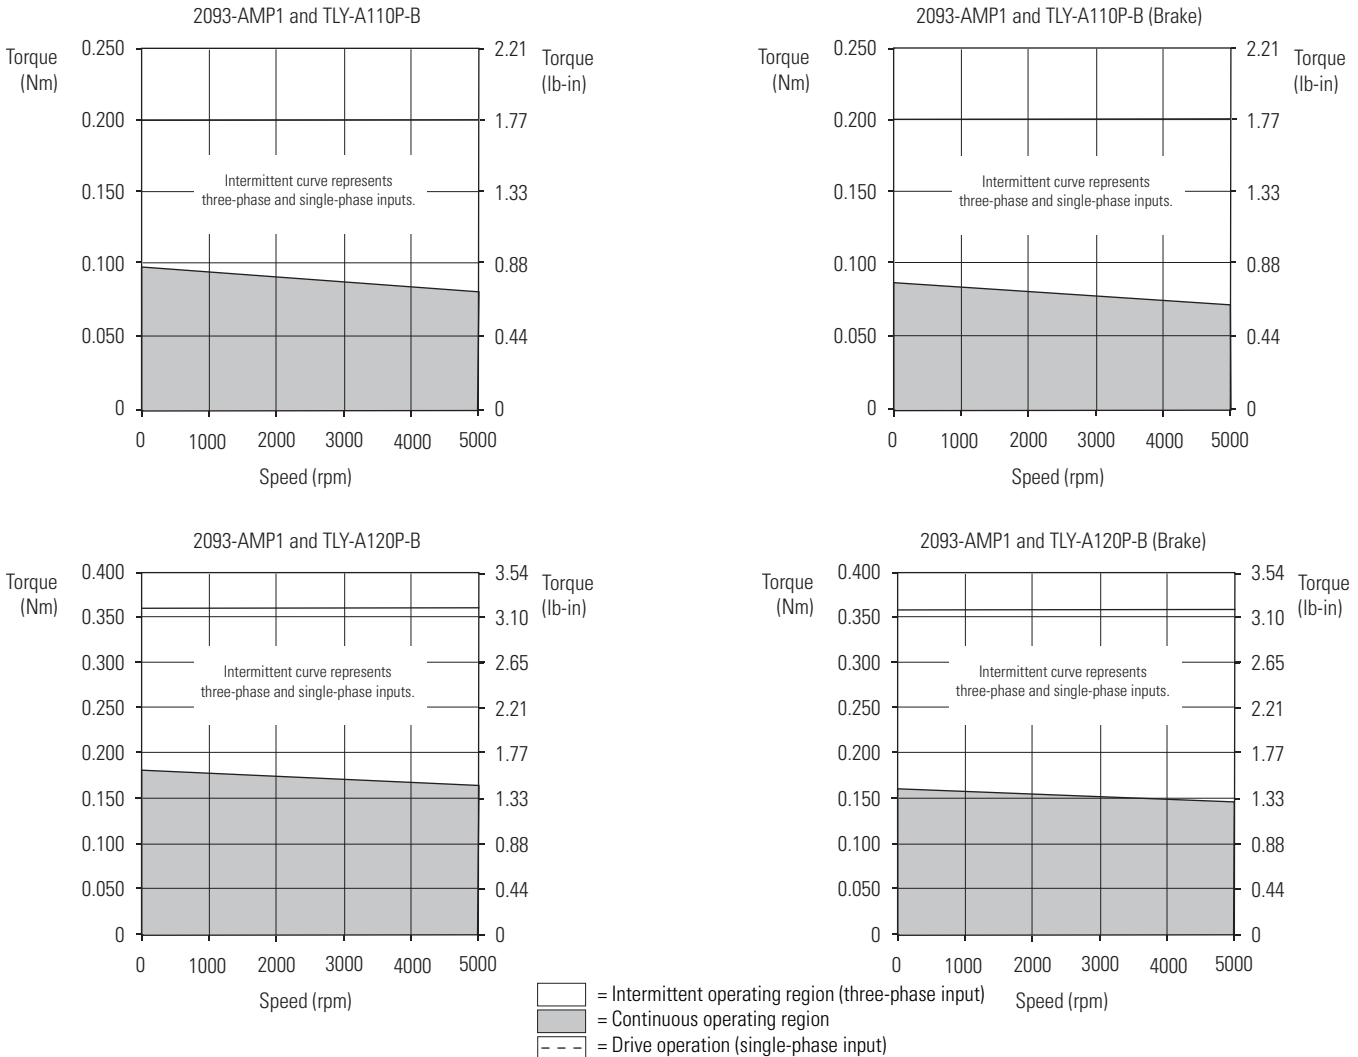 2093-AMP1 and TLY-A110P-B
Torque
(Nm)
0.250
0.200
0.150
0.100
0.050
0
2.21
1.77
1.33
0.88
0.44
0
Torque
(lb-in)
Intermittent curve represents
three-phase and single-phase inputs.
0 1000 2000 3000 4000 5000
Speed (rpm)
2093-AMP1 and TLY-A110P-B (Brake)
Torque
(Nm)
0.250
0.200
0.150
0.100
0.050
0
2.21
1.77
1.33
0.88
0.44
0
Torque
(lb-in)
Intermittent curve represents
three-phase and single-phase inputs.
0 1000 2000 3000 4000 5000
Speed (rpm)
2093-AMP1 and TLY-A120P-B
Torque
(Nm)
0.400
0.350
0.300
0.250
0.200
0.150
0.100
0.050
0
3.54
3.10
2.65
2.21
1.77
1.33
0.88
0.44
0
Torque
(lb-in)
Intermittent curve represents
three-phase and single-phase inputs.
0 1000 2000 3000 4000 5000
Speed (rpm)
2093-AMP1 and TLY-A120P-B (Brake)
Torque
(Nm)
0.400
0.350
0.300
0.250
0.200
0.150
0.100
0.050
0
3.54
3.10
2.65
2.21
1.77
1.33
0.88
0.44
0
Torque
(lb-in)
Intermittent curve represents
three-phase and single-phase inputs.
0 1000 2000 3000 4000 5000
Speed (rpm)
= Intermittent operating region (three-phase input)
= Continuous operating region
= Drive operation (single-phase input)